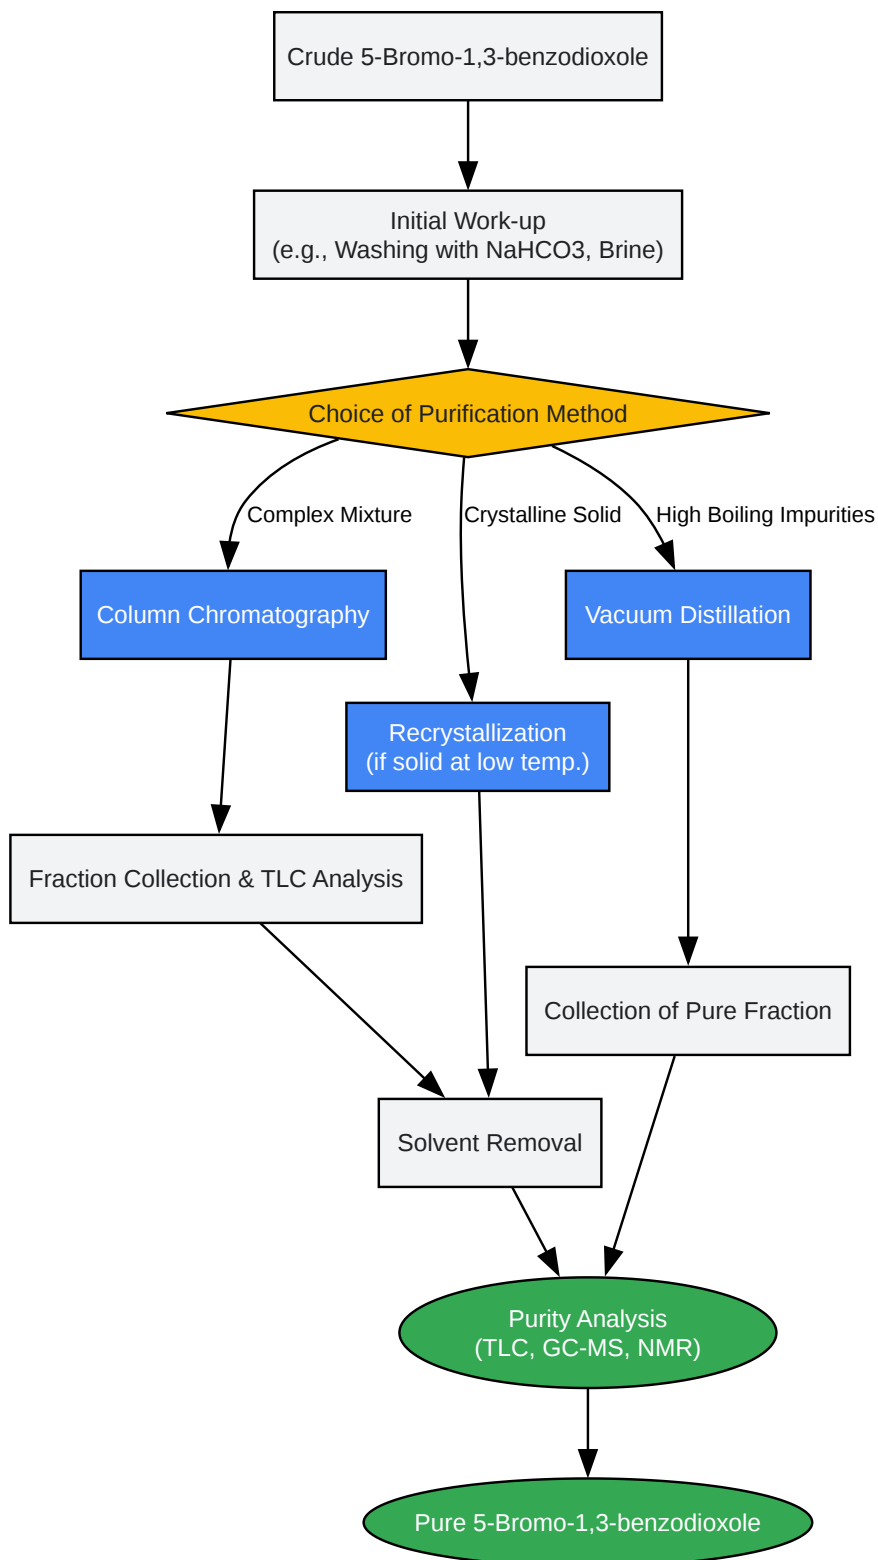 Crude 5-Bromo-1,3-benzodioxole
Initial Work-up
(e.g., Washing with NaHCO3, Brine)
Choice of Purification Method
Complex Mixture
Crystalline Solid
High Boiling Impurities
Column Chromatography
Vacuum Distillation
Recrystallization
(if solid at low temp.)
Fraction Collection & TLC Analysis
Collection of Pure Fraction
Solvent Removal
Purity Analysis
(TLC, GC-MS, NMR)
Pure 5-Bromo-1,3-benzodioxole